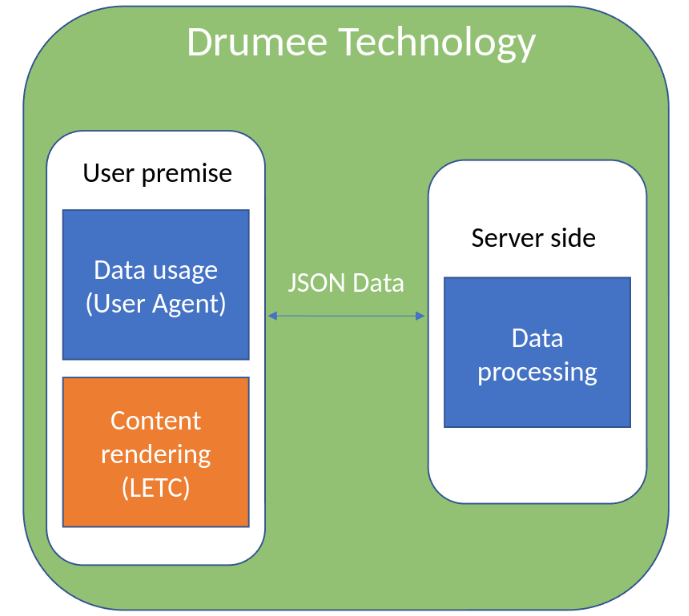 Drumee Technology
User premise
Data usage
(User Agent)
Content
rendering
(LETC)
JSON Data
Server side
Data
processing